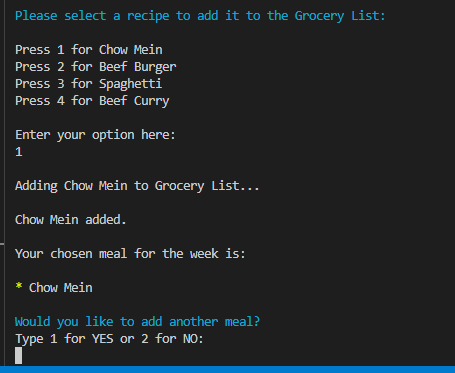 Please select a recipe to add it to the Grocery List:
Press 1 for Chow Mein
Press 2 for Beef Burger
Press 3 for Spaghetti
Press 4 for Beef Curry
Enter your option here:
1
Adding Chow Mein to Grocery List...
Chow Mein added.
Your chosen meal for the week is:
* Chow Mein
Would you like to add another meal?
Type 1 for YES or 2 for NO: